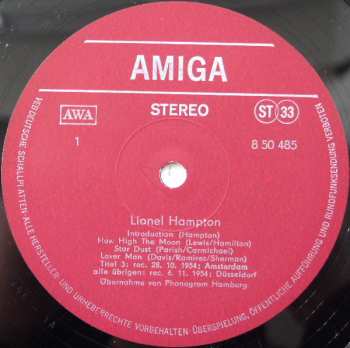 AMIGA
AWA
STEREO
ST 33
1
8 50 485
Lionel Hampton
Introduction (Hampton)
How High The Moon (Lewis/Hamilton)
Star Dust (Parish/Carmichael)
Lover Man (Davis/Ramirez/Sherman)
Titel 3: rec. 28. 10. 1954; Amsterdam
alle übrigen: rec. 6. 11. 1954; Düsseldorf
Übernahme von Phonogram Hamburg
VEB DEUTSCHE SCHALLPLATTEN · ALLE HERSTELLER- UND URHEBERRECHTE VORBEHALTEN ÜBERSPIELUNG, ÖFFENTLICHE AUFFÜHRUNG UND RUNDFUNKSENDUNG VERBOTEN